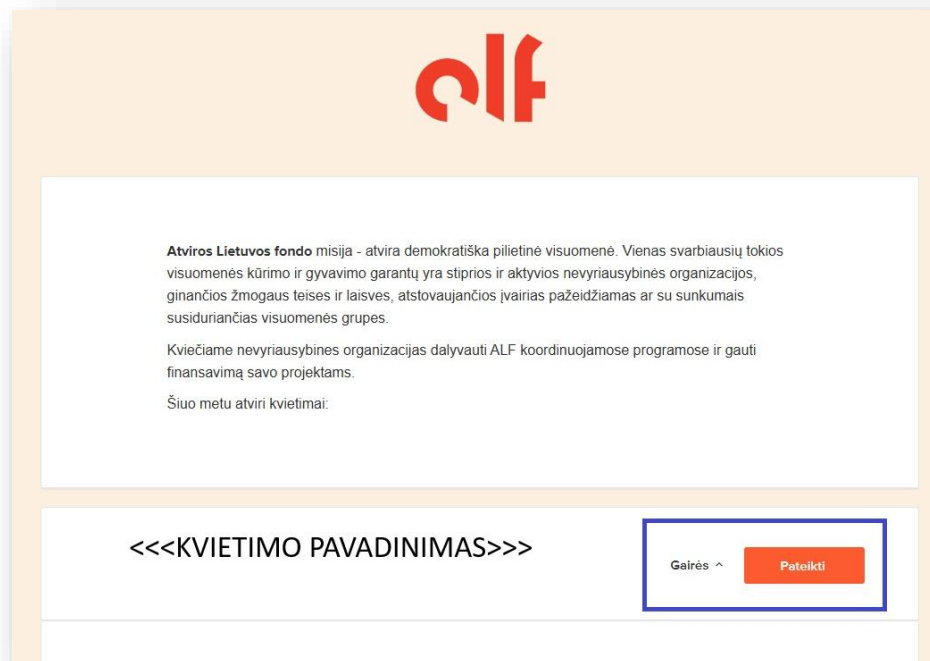 alf
Atviros Lietuvos fondo misija - atvira demokratiška pilietinė visuomenė. Vienas svarbiausių tokios
visuomenės kūrimo ir gyvavimo garantų yra stiprios ir aktyvios nevyriausybinės organizacijos,
ginančios žmogaus teises ir laisves, atstovaujančios įvairias pažeidžiamas ar su sunkumais
susiduriančias visuomenės grupes.
Kviečiame nevyriausybines organizacijas dalyvauti ALF koordinuojamose programose ir gauti
finansavimą savo projektams.
Šiuo metu atviri kvietimai:
<<<KVIETIMO PAVADINIMAS>>>
Gairės ^ Pateikti